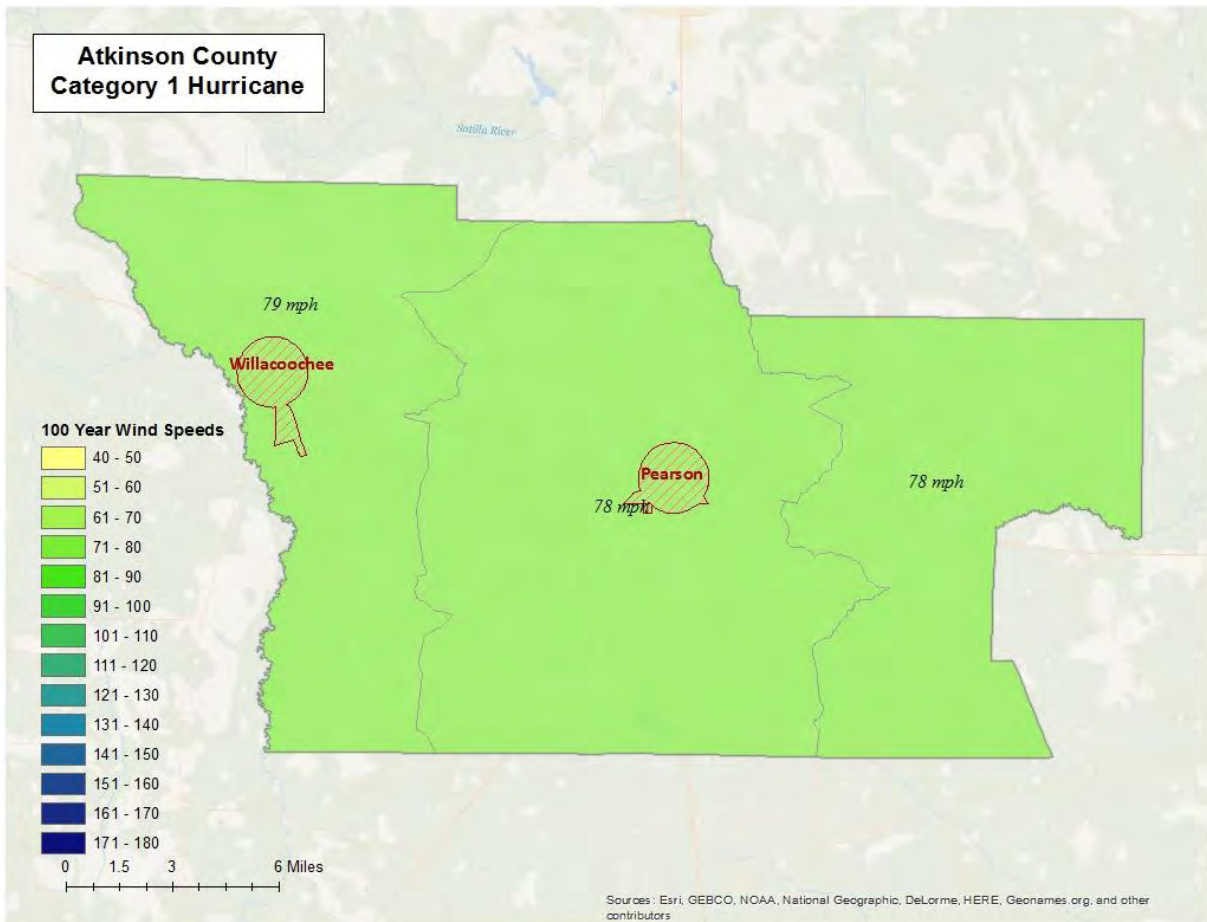 Atkinson County
Category 1 Hurricane
Satilla River
79 mph
Willacoochee
Pearson
78 mph
78 mph
100 Year Wind Speeds
40 - 50
51 - 60
61 - 70
71 - 80
81 - 90
91 - 100
101 - 110
111 - 120
121 - 130
131 - 140
141 - 150
151 - 160
161 - 170
171 - 180
0 1.5 3 6 Miles
Sources: Esri, GEBCO, NOAA, National Geographic, DeLorme, HERE, Geonames.org, and other
contributors